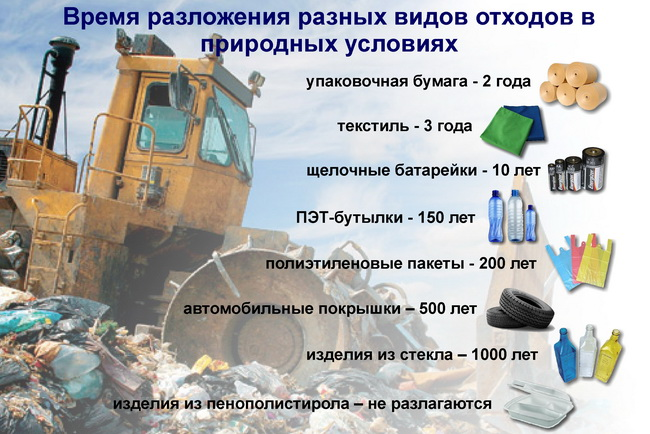 Время разложения разных видов отходов в
природных условиях
упаковочная бумага - 2 года
текстиль - 3 года
щелочные батарейки - 10 лет
ПЭТ-бутылки - 150 лет
полиэтиленовые пакеты - 200 лет
автомобильные покрышки – 500 лет
изделия из стекла – 1000 лет
изделия из пенополистирола – не разлагаются